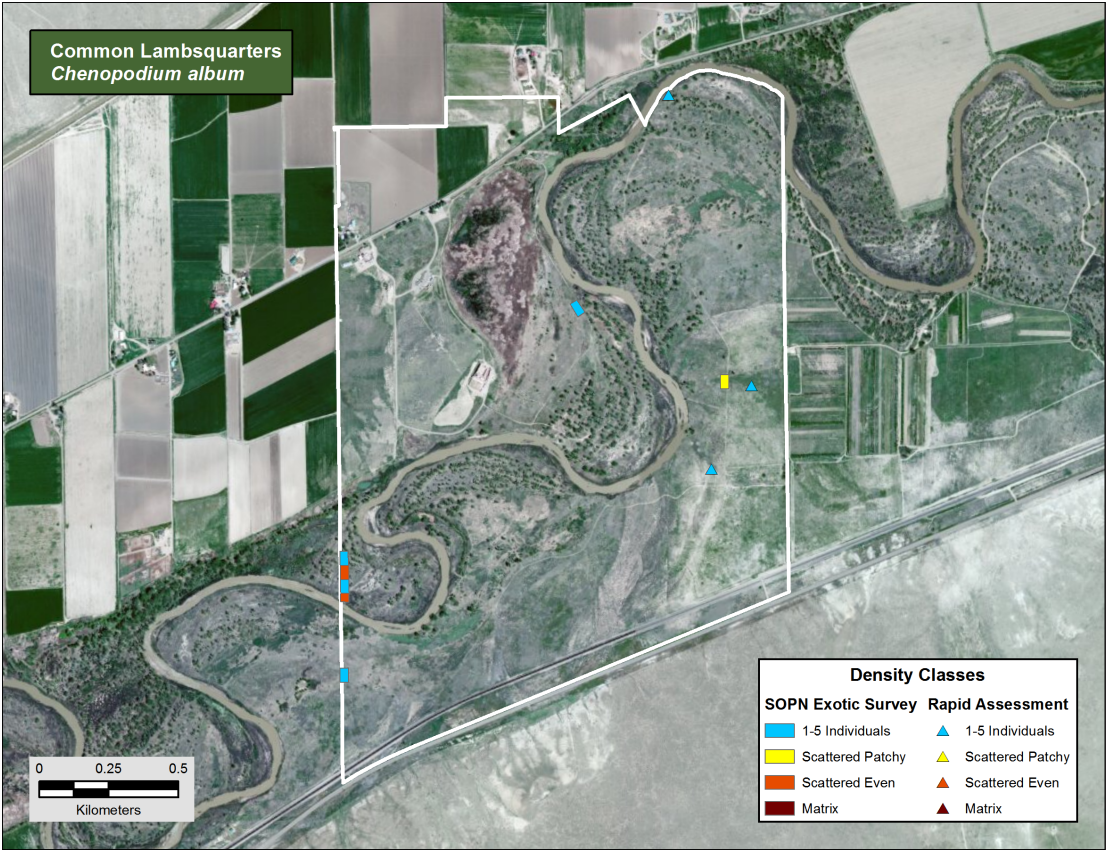 Common Lambsquarters
Chenopodium album
Density Classes
SOPN Exotic Survey
Rapid Assessment
1-5 Individuals
1-5 Individuals
Scattered Patchy
Scattered Patchy
Scattered Even
Scattered Even
Matrix
Matrix
0 0.25 0.5
Kilometers